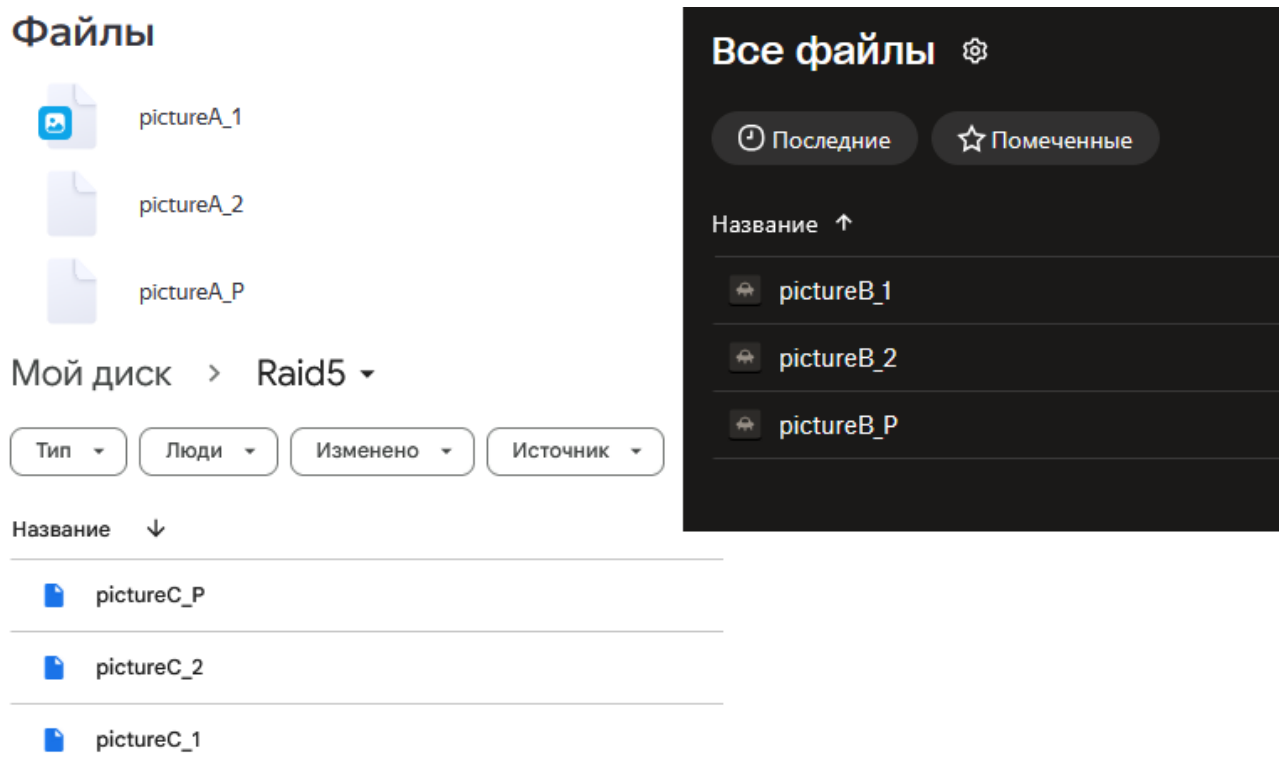 Файлы
pictureA_1
pictureA_2
pictureA_P
Мой диск > Raid5
Тип Люди Изменено Источник
Название
pictureC_P
pictureC_2
pictureC_1
Все файлы
Последние Помеченные
Название
pictureB_1
pictureB_2
pictureB_P